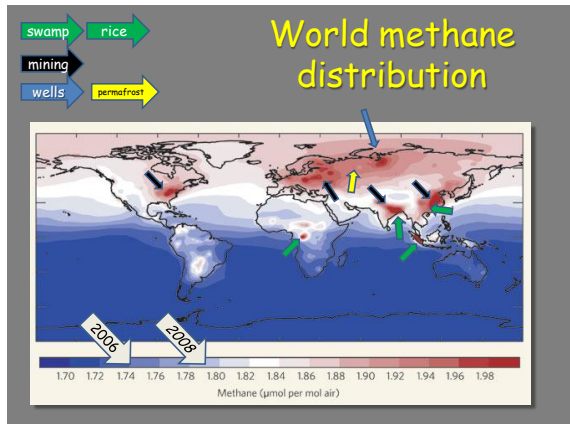 World methane
distribution
swamp rice
mining
wells permafrost
2006 2008
1.70 1.72 1.74 1.76 1.78 1.80 1.82 1.84 1.86 1.88 1.90 1.92 1.94 1.96 1.98
Methane (µmol per mol air)